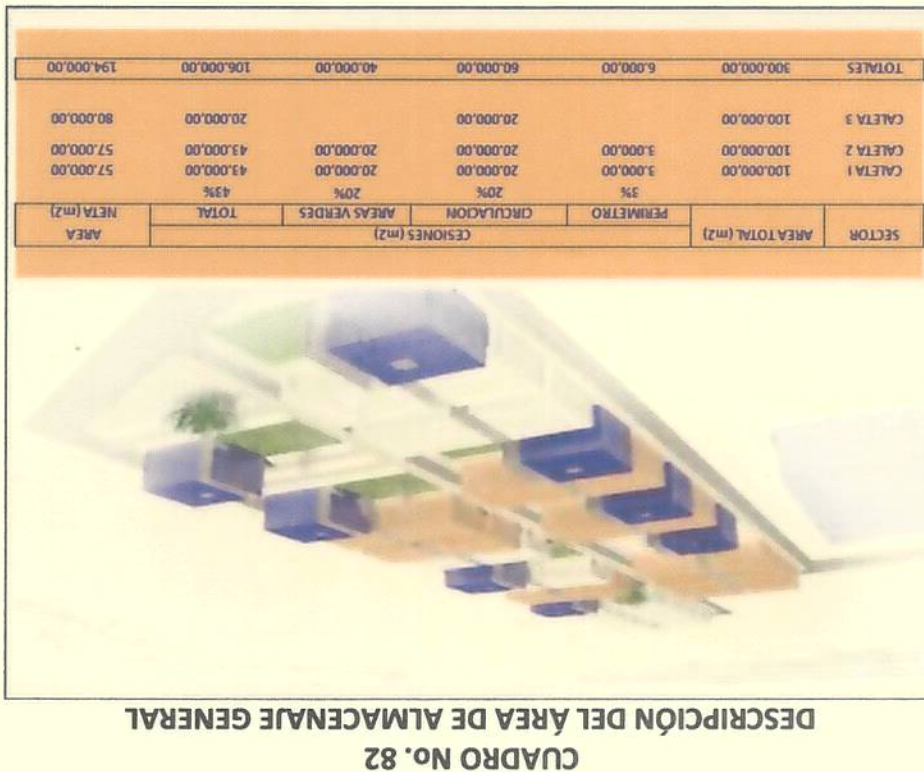 CUADRO No. 82
DESCRIPCIÓN DEL ÁREA DE ALMACENAJE GENERAL
SECTOR AREA TOTAL (m2) CESIONES (m2) AREA NETA (m2)
PERIMETRO CIRCULACION AREAS VERDES TOTAL
3% 20% 20% 43%
CALETA 1 100.000,00 3.000,00 20.000,00 20.000,00 43.000,00 57.000,00
CALETA 2 100.000,00 3.000,00 20.000,00 20.000,00 43.000,00 57.000,00
CALETA 3 100.000,00 20.000,00 20.000,00 80.000,00
TOTALES 300.000,00 6.000,00 60.000,00 40.000,00 106.000,00 194.000,00